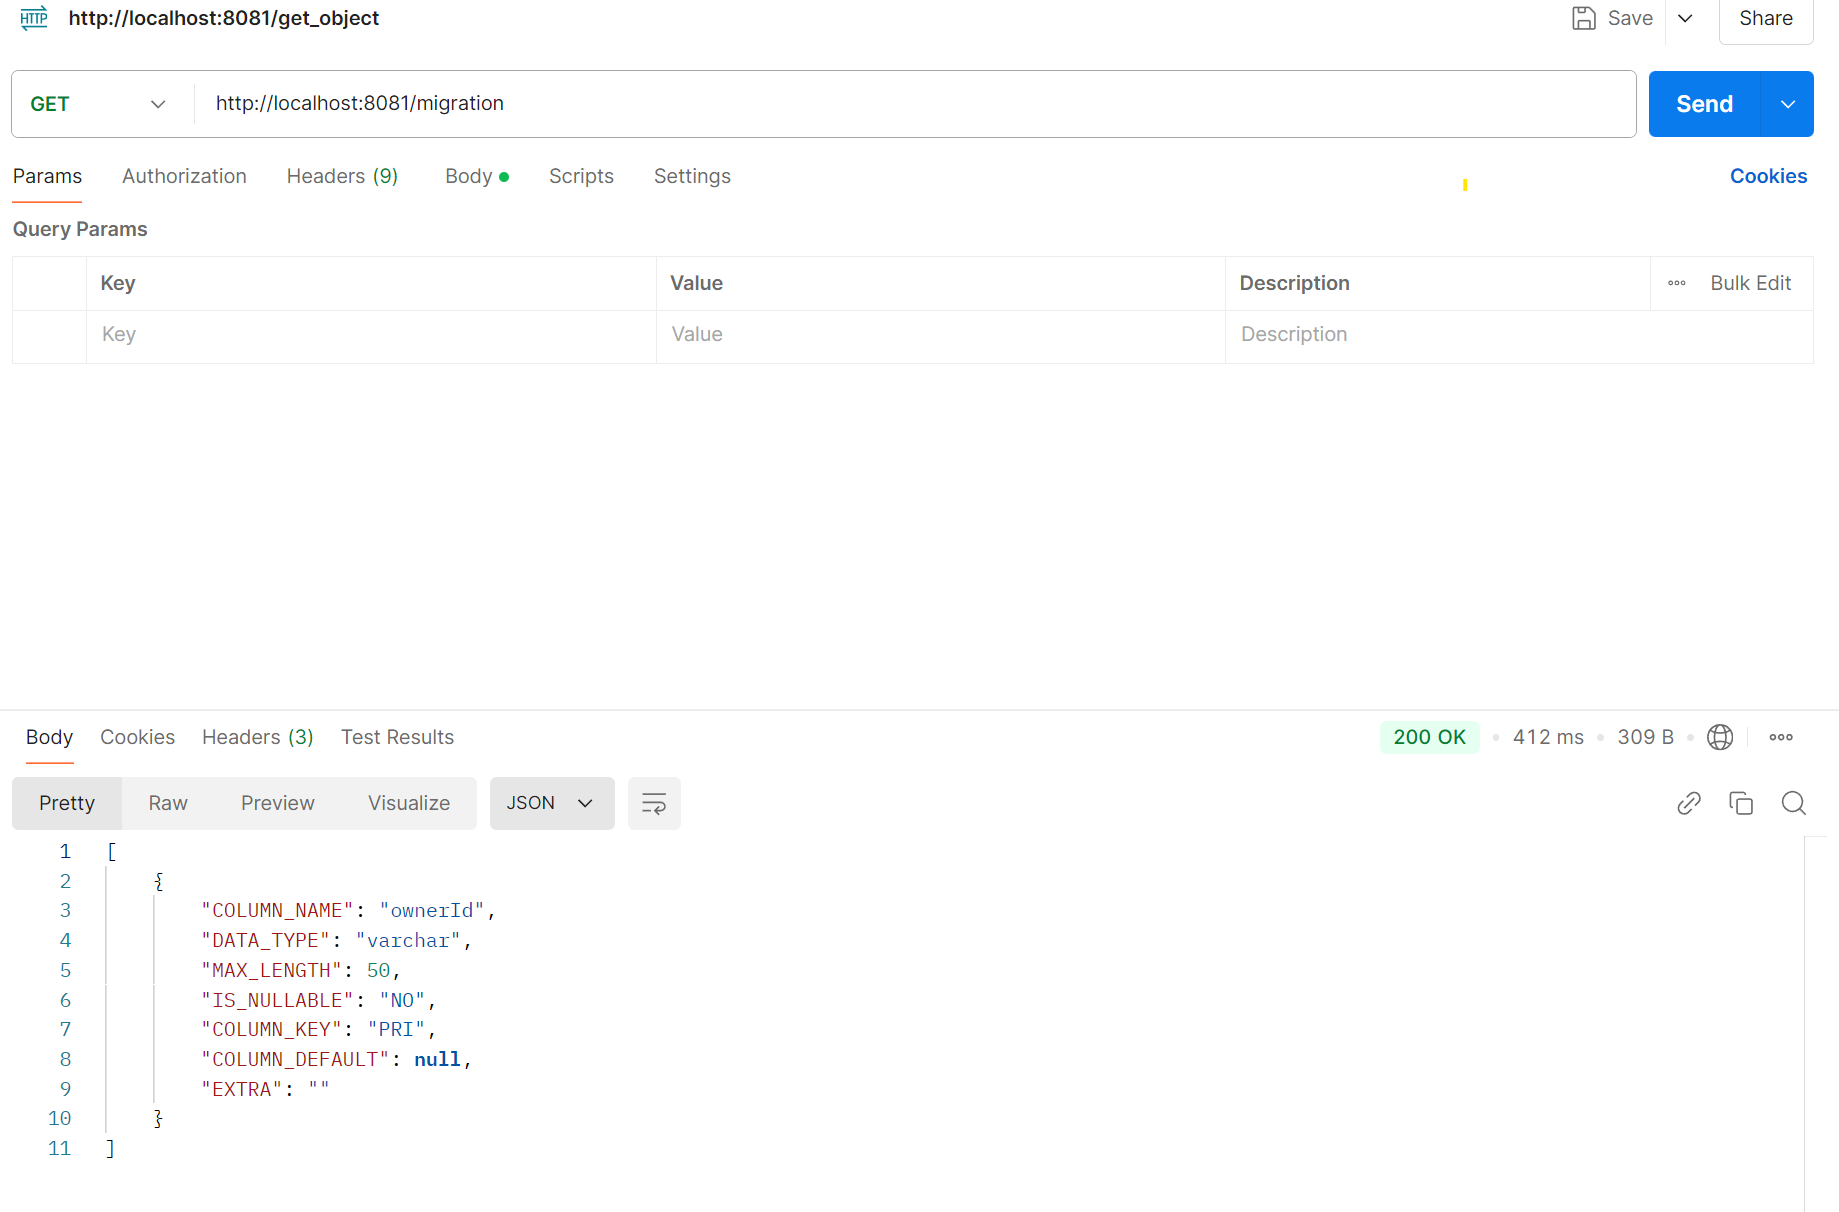 HTTP http://localhost:8081/get_object Save Share
GET http://localhost:8081/migration Send
Params Authorization Headers (9) Body Scripts Settings Cookies
Query Params
Key Value Description Bulk Edit
Key Value Description
Body Cookies Headers (3) Test Results 200 OK 412 ms 309 B
Pretty Raw Preview Visualize JSON
1 [
2 {
3 "COLUMN_NAME": "ownerId",
4 "DATA_TYPE": "varchar",
5 "MAX_LENGTH": 50,
6 "IS_NULLABLE": "NO",
7 "COLUMN_KEY": "PRI",
8 "COLUMN_DEFAULT": null,
9 "EXTRA": ""
10 }
11 ]